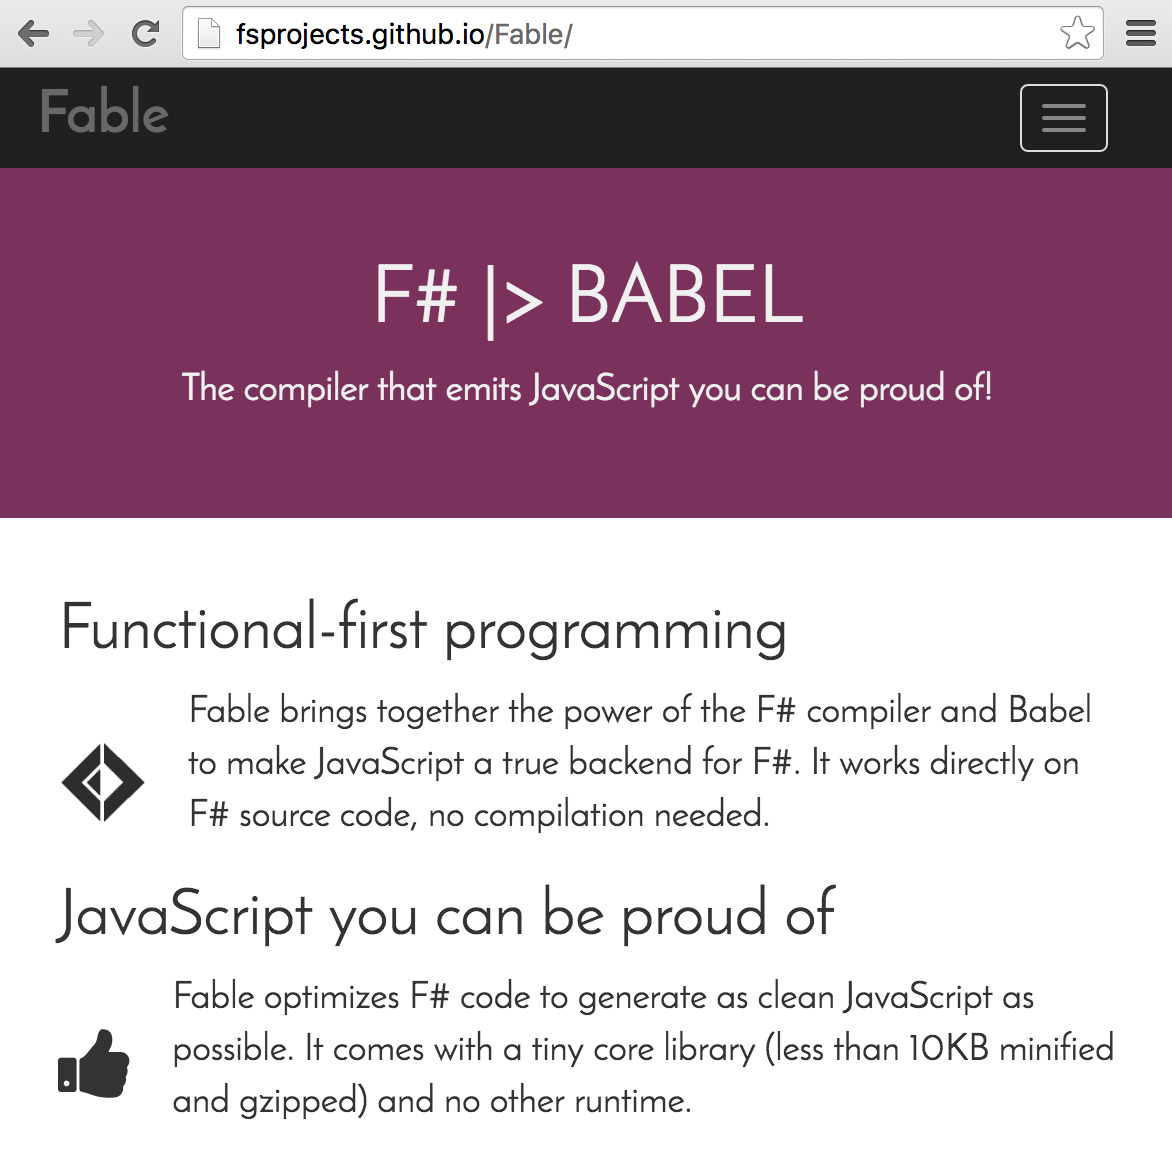 fsprojects.github.io/Fable/
Fable
F# |> BABEL
The compiler that emits JavaScript you can be proud of!
Functional-first programming
Fable brings together the power of the F# compiler and Babel
to make JavaScript a true backend for F#. It works directly on
F# source code, no compilation needed.
JavaScript you can be proud of
Fable optimizes F# code to generate as clean JavaScript as
possible. It comes with a tiny core library (less than 10KB minified
and gzipped) and no other runtime.